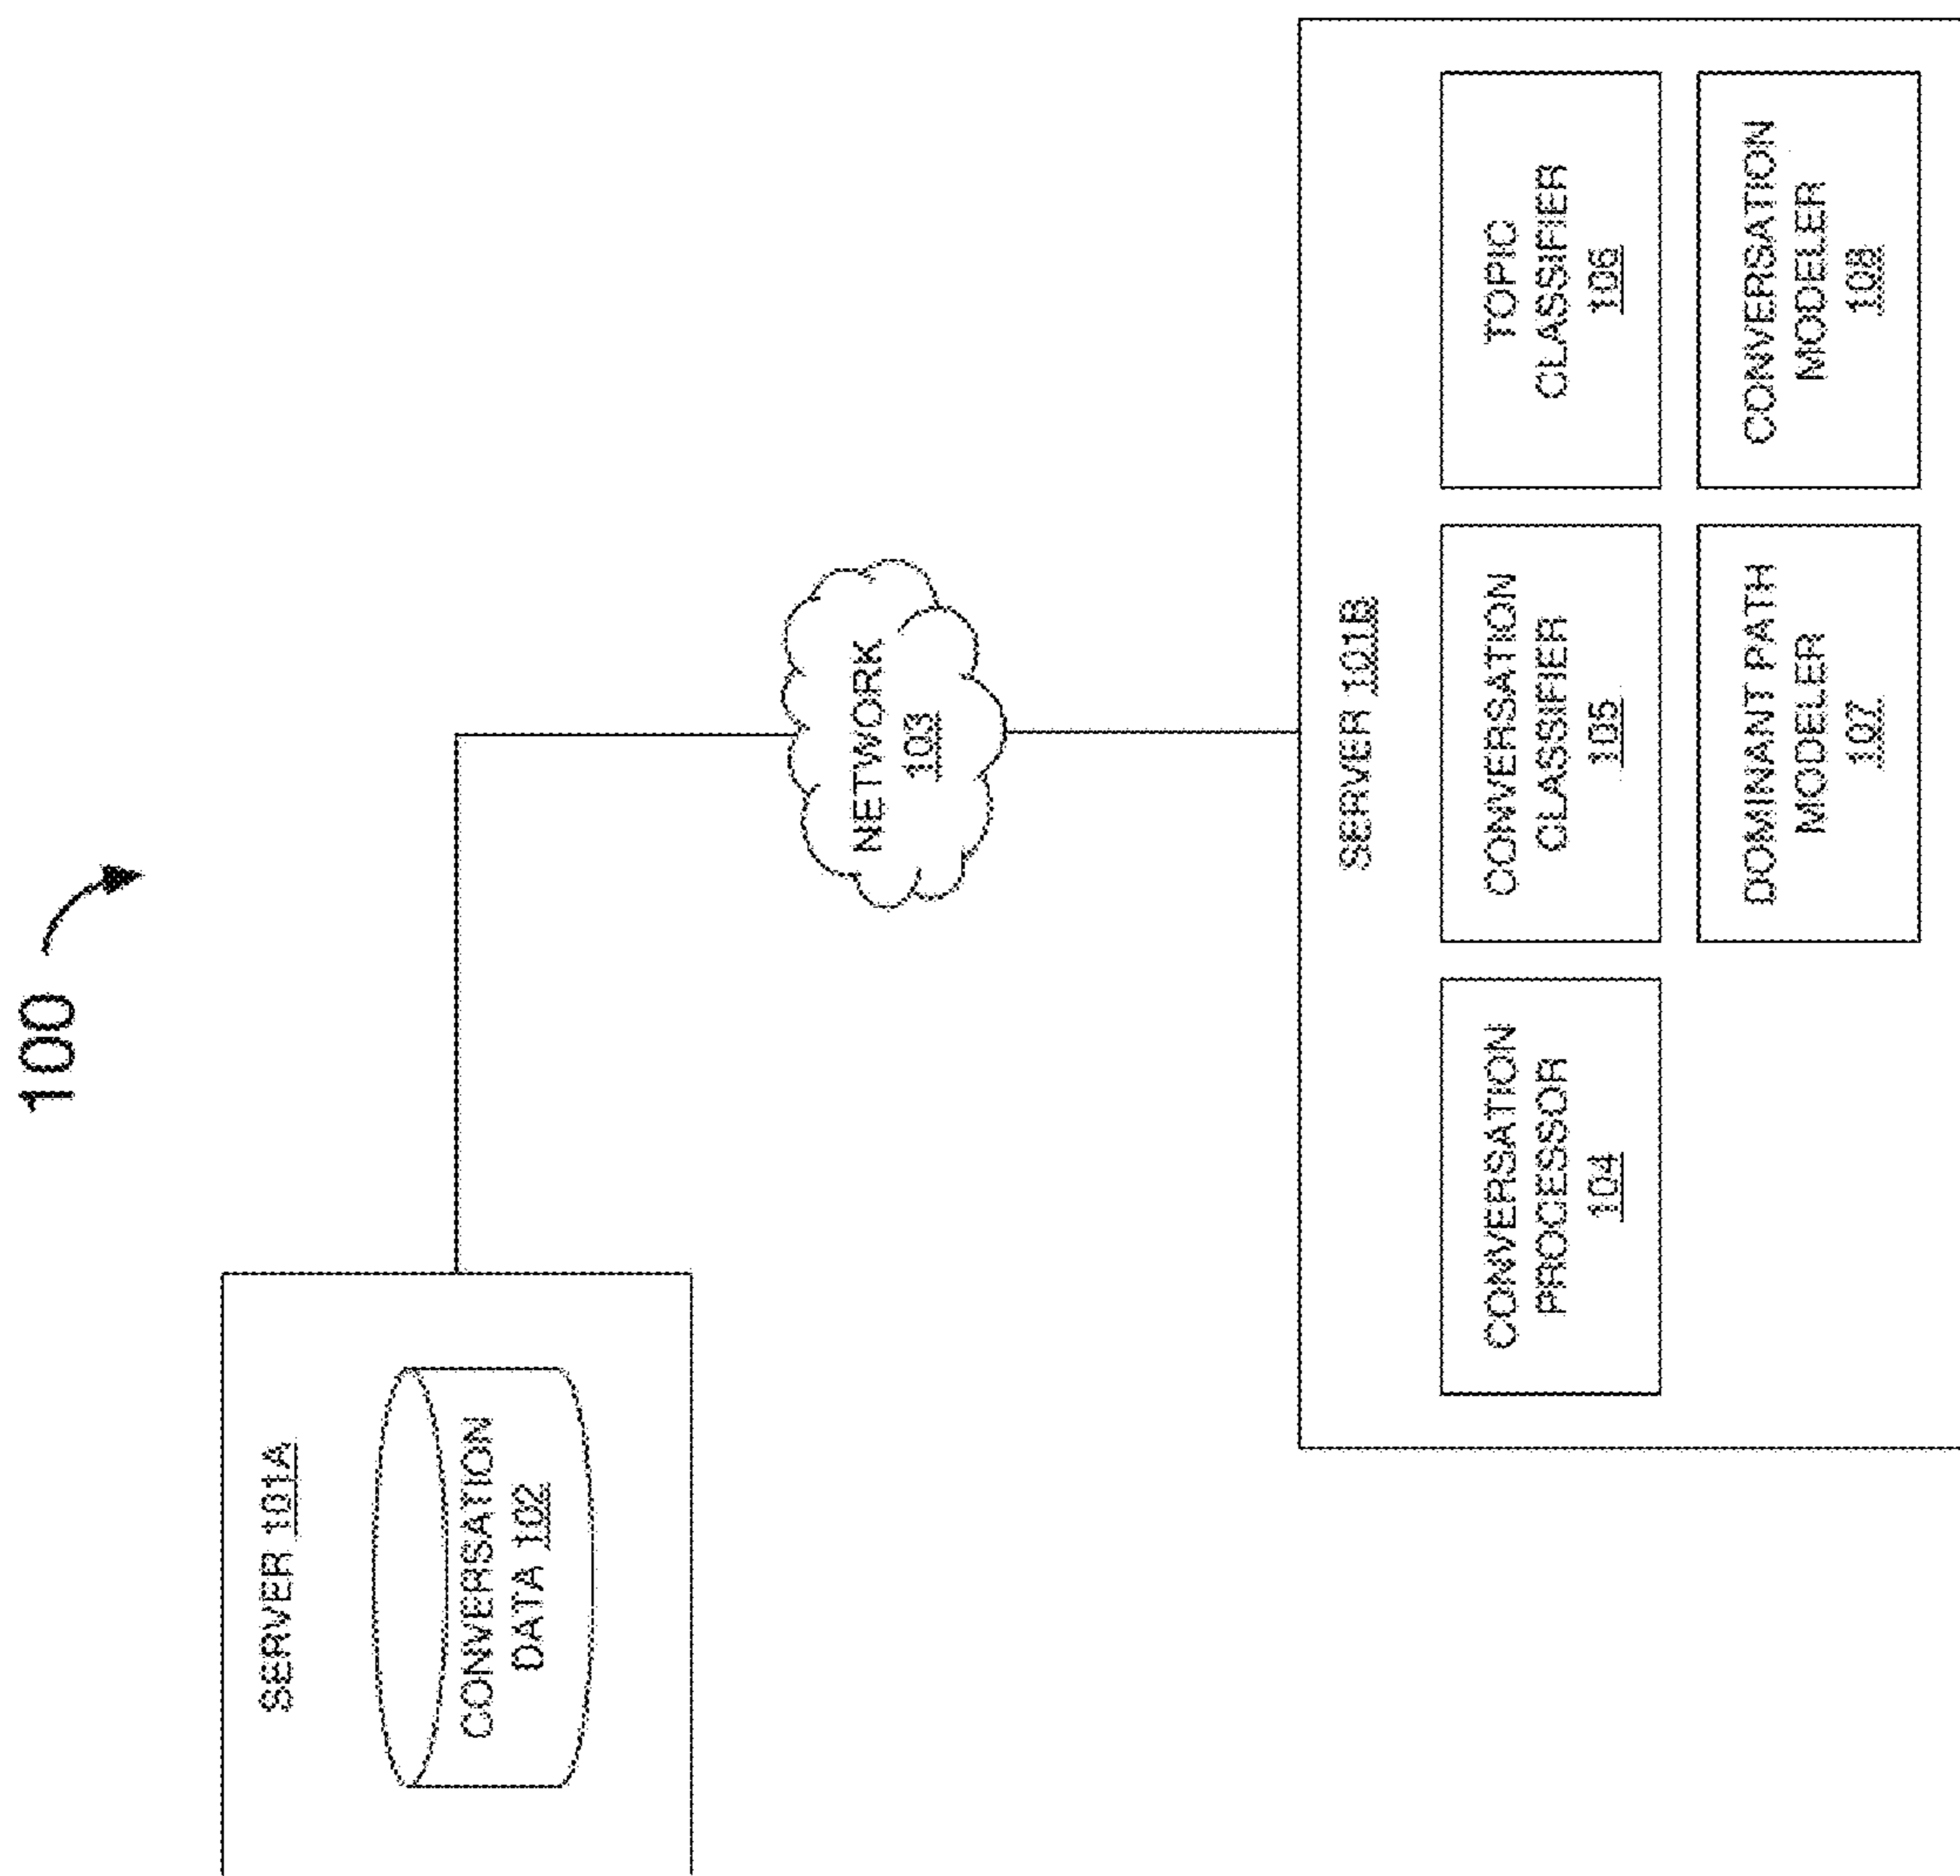 100
SERVER 101A
CONVERSATION
DATA 102
NETWORK
103
SERVER 101B
CONVERSATION
PROCESSOR
104
CONVERSATION
CLASSIFIER
105
TOPIC
CLASSIFIER
106
DOMINANT PATH
MODELER
107
CONVERSATION
MODELER
108